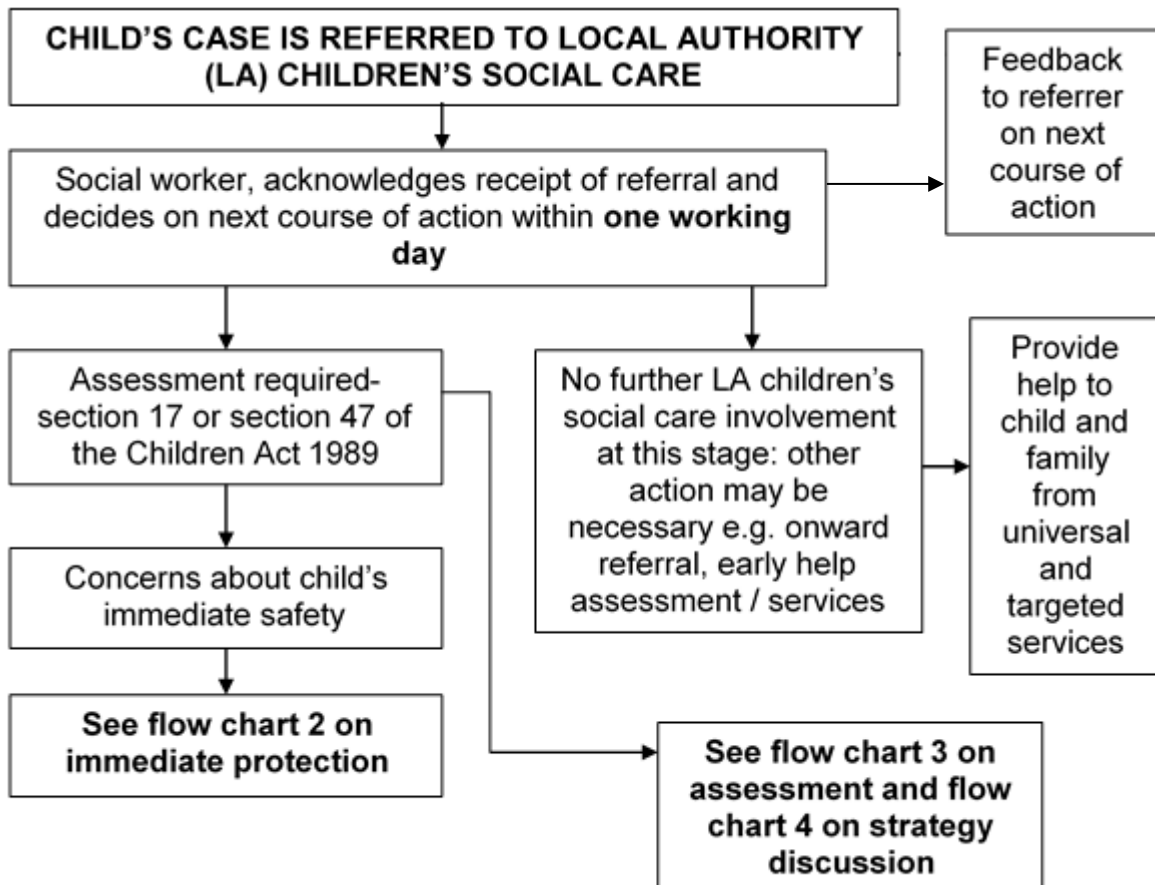 CHILD’S CASE IS REFERRED TO LOCAL AUTHORITY
(LA) CHILDREN’S SOCIAL CARE
Feedback
to referrer
on next
course of
action
Social worker, acknowledges receipt of referral and
decides on next course of action within one working
day
Assessment required-
section 17 or section 47 of
the Children Act 1989
No further LA children’s
social care involvement
at this stage: other
action may be
necessary e.g. onward
referral, early help
assessment / services
Provide
help to
child and
family
from
universal
and
targeted
services
Concerns about child’s
immediate safety
See flow chart 2 on
immediate protection
See flow chart 3 on
assessment and flow
chart 4 on strategy
discussion